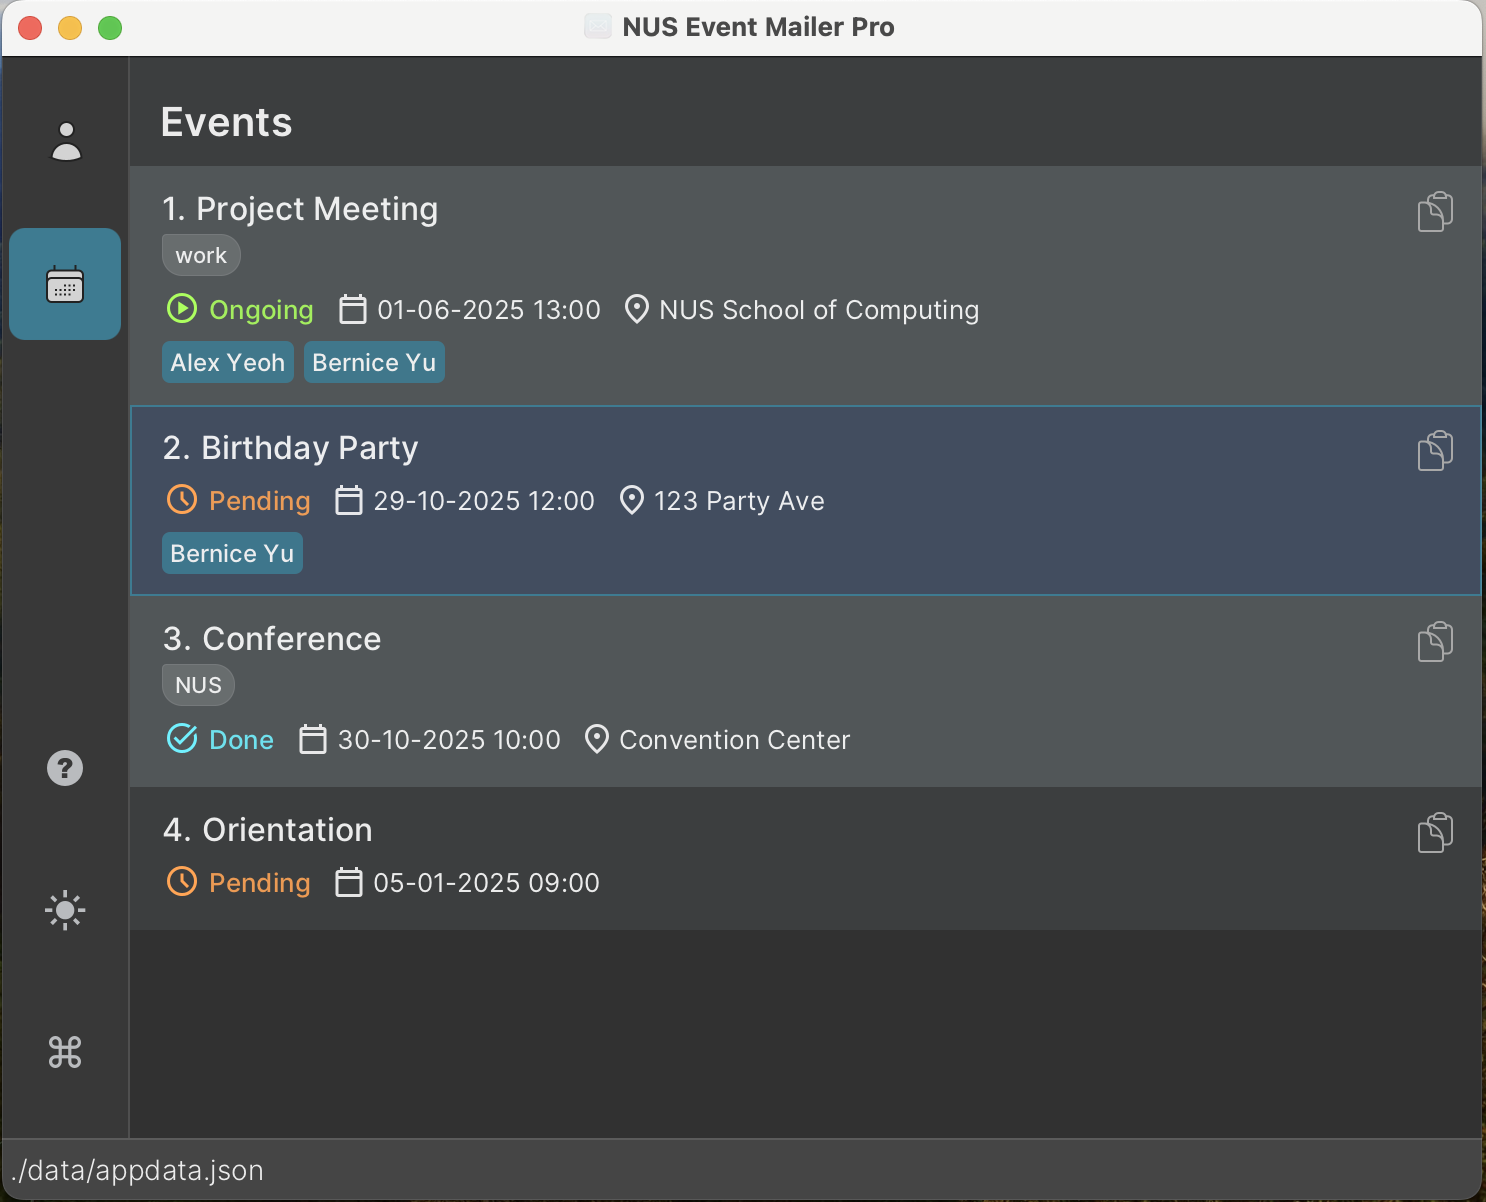 NUS Event Mailer Pro
Events
1. Project Meeting
work
Ongoing 01-06-2025 13:00 NUS School of Computing
Alex Yeoh Bernice Yu
2. Birthday Party
Pending 29-10-2025 12:00 123 Party Ave
Bernice Yu
3. Conference
NUS
Done 30-10-2025 10:00 Convention Center
4. Orientation
Pending 05-01-2025 09:00
?
⌘
./data/appdata.json